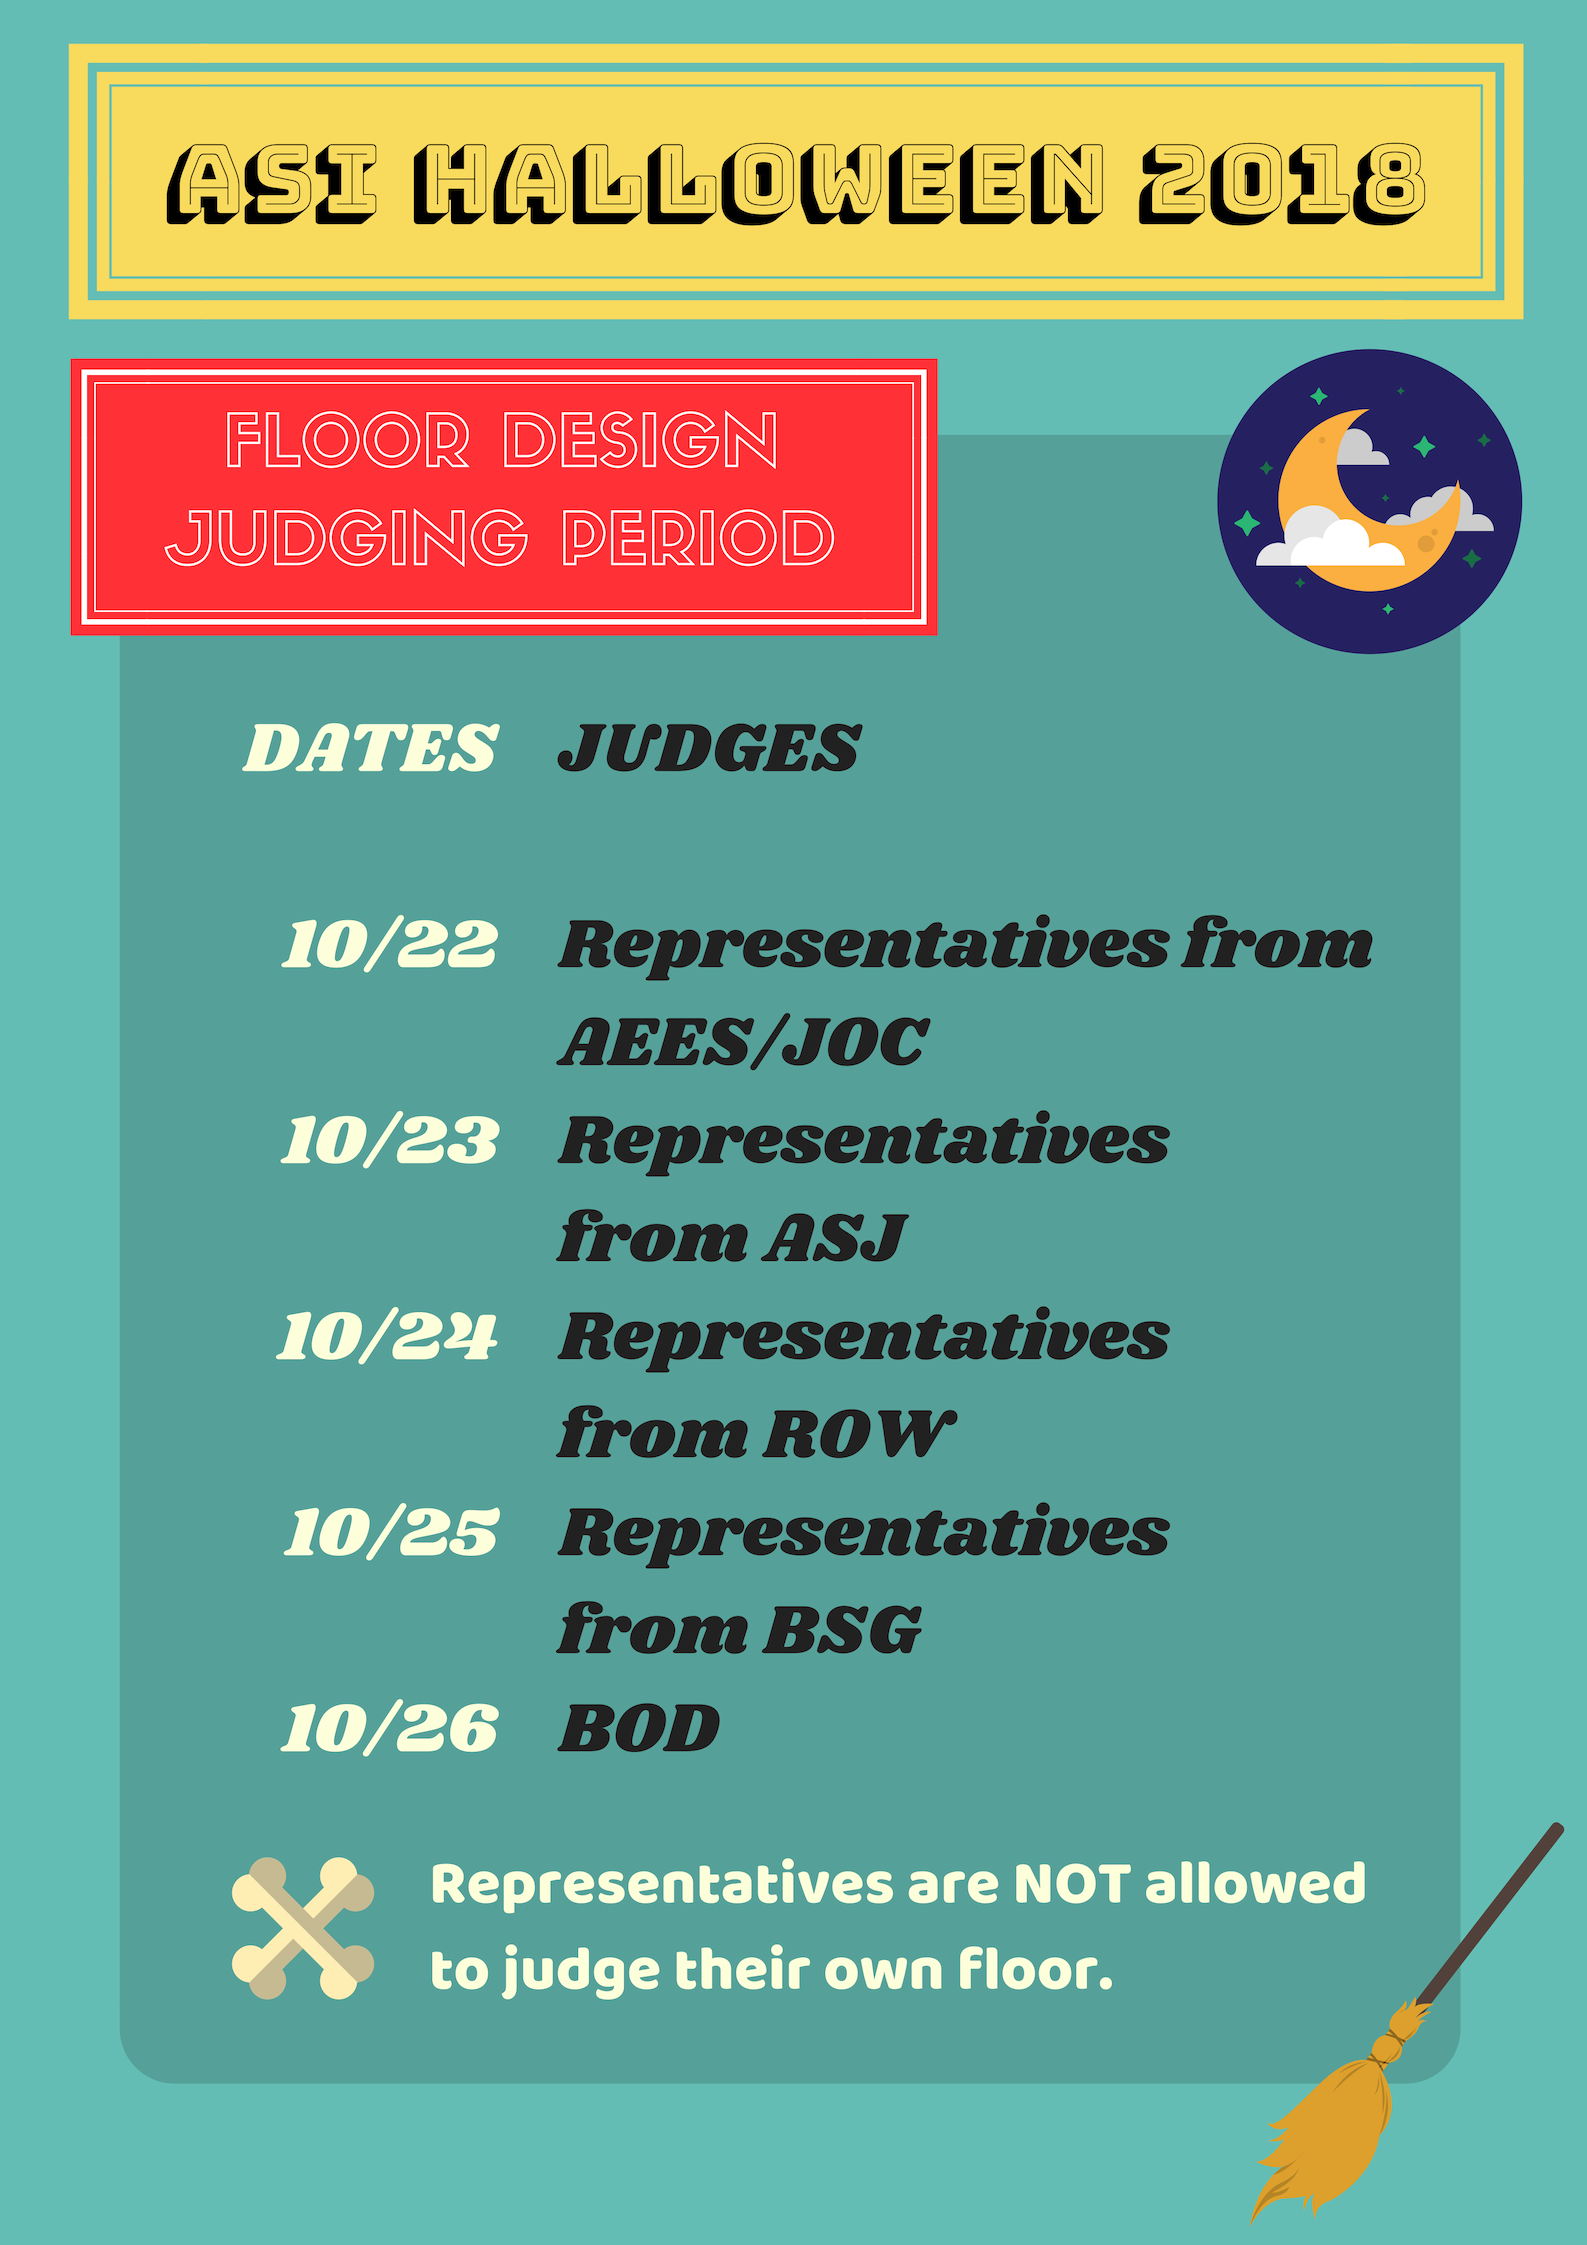 ASI HALLOWEEN 2018
FLOOR DESIGN
JUDGING PERIOD
DATES JUDGES
10/22 Representatives from
AEES/JOC
10/23 Representatives
from ASJ
10/24 Representatives
from ROW
10/25 Representatives
from BSG
10/26 BOD
Representatives are NOT allowed
to judge their own floor.